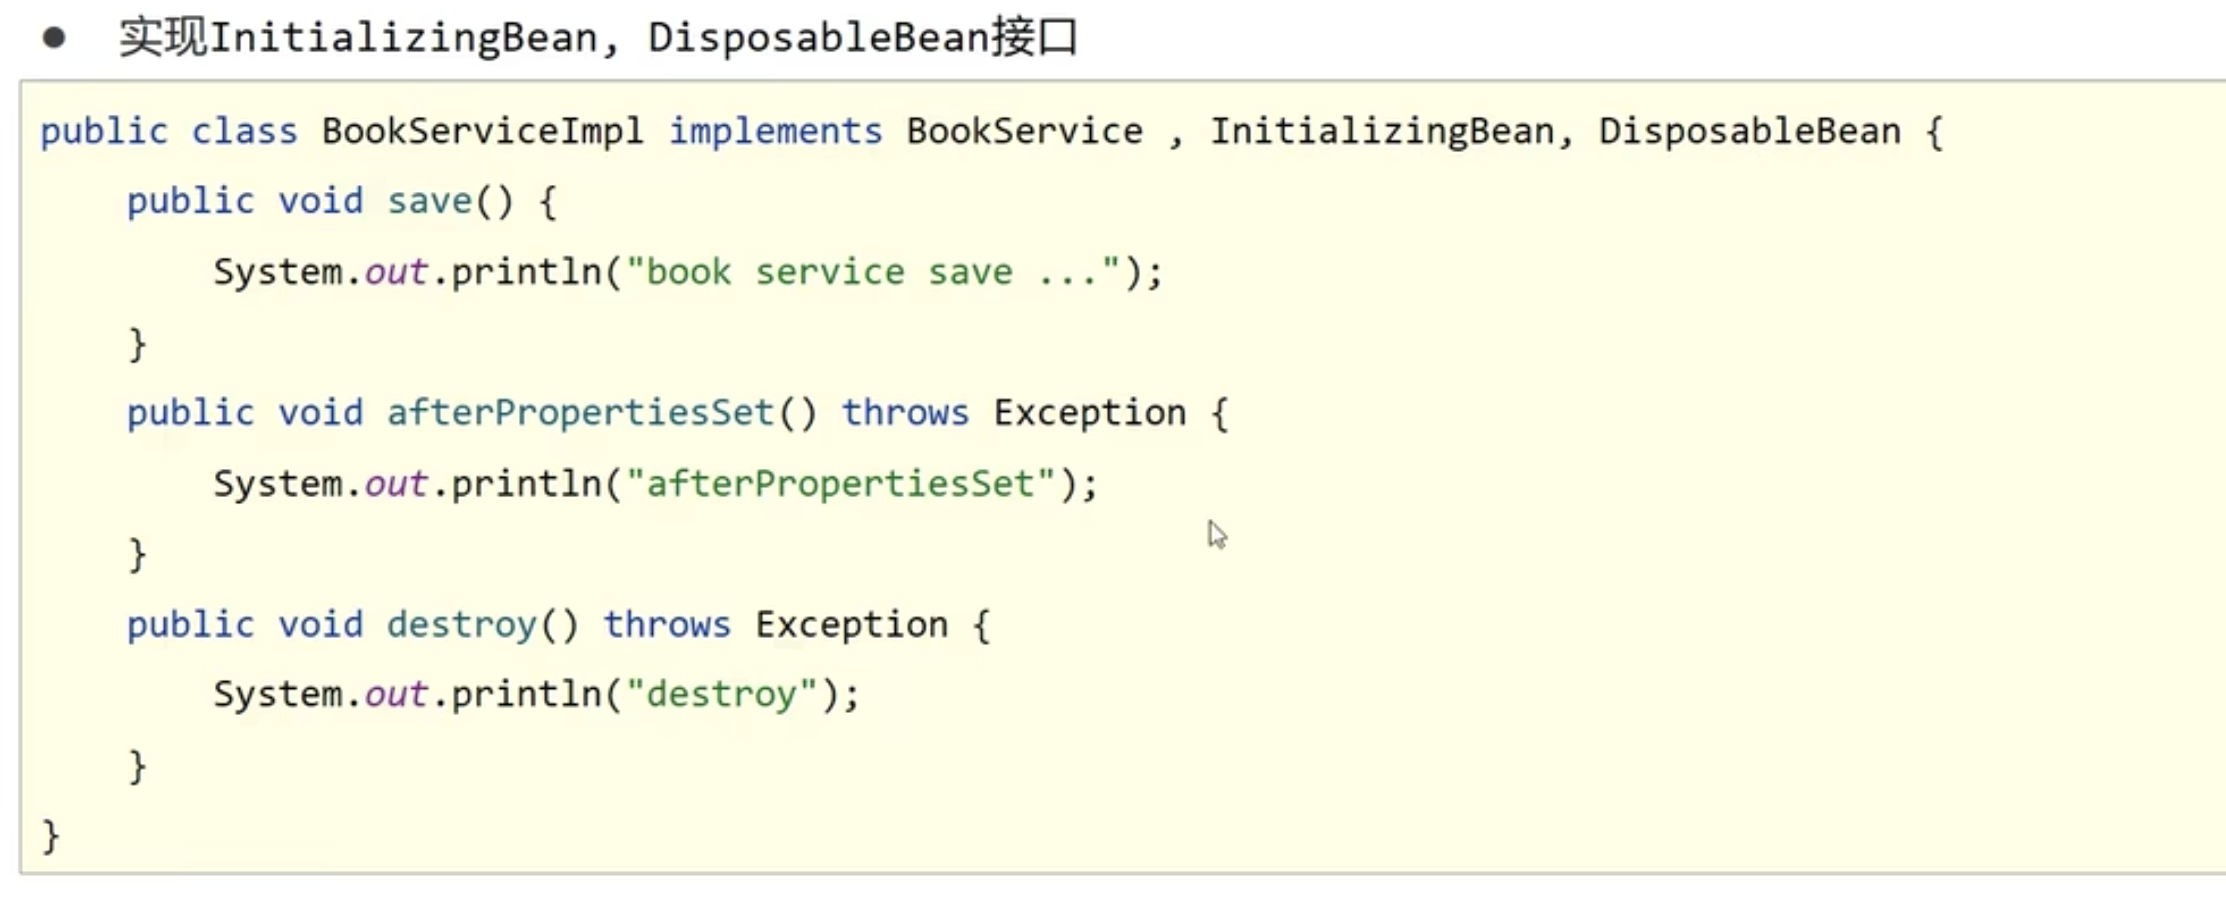 ● 实现InitializingBean, DisposableBean接口
public class BookServiceImpl implements BookService , InitializingBean, DisposableBean {
    public void save() {
        System.out.println("book service save ...");
    }
    public void afterPropertiesSet() throws Exception {
        System.out.println("afterPropertiesSet");
    }
    public void destroy() throws Exception {
        System.out.println("destroy");
    }
}